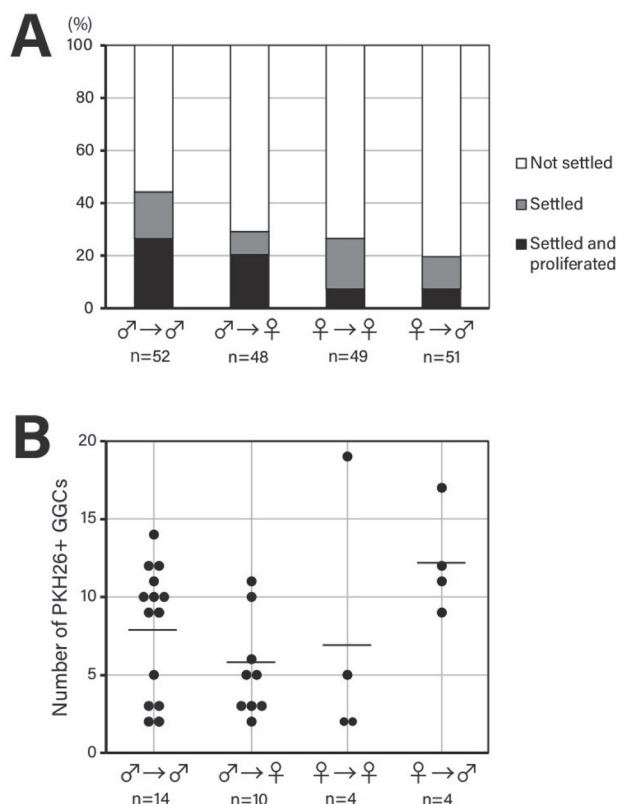 A
(%)
100
80
60
40
20
0
Not settled
Settled
Settled and
proliferated
♂→♂
♂→♀
♀→♀
♀→♂
n=52
n=48
n=49
n=51
B
Number of PKH26+ GGCs
20
15
10
5
0
♂→♂
♂→♀
♀→♀
♀→♂
n=14
n=10
n=4
n=4